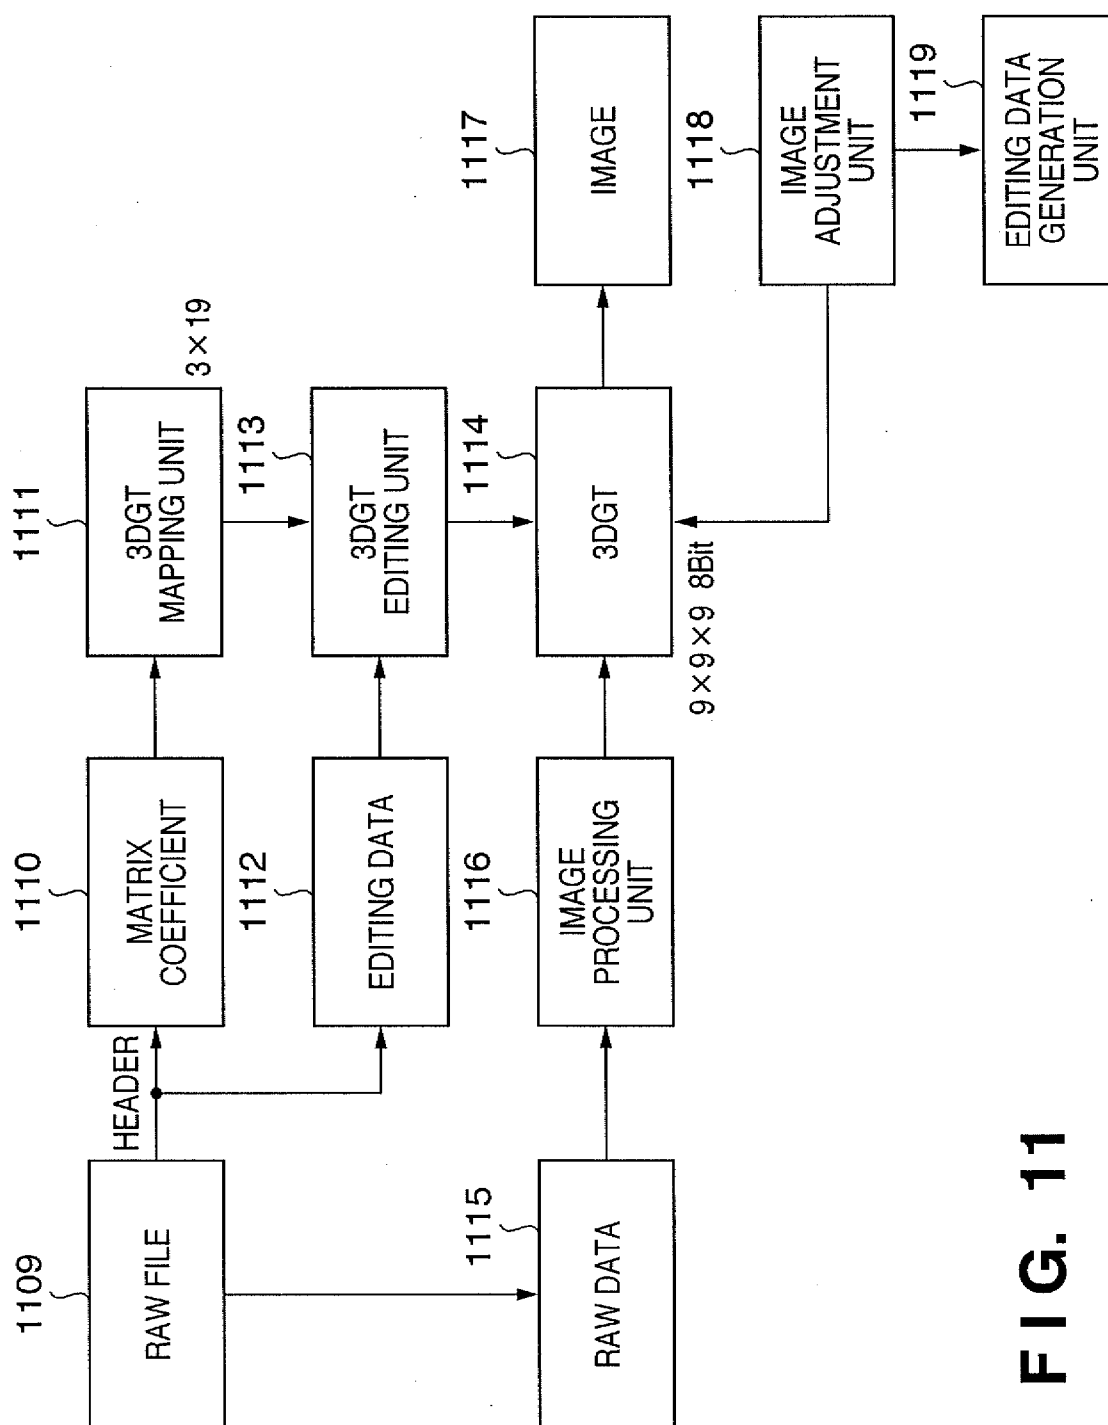 1109
RAW FILE
HEADER
1110
MATRIX
COEFFICIENT
1111
3DGT
MAPPING UNIT
3×19
1112
EDITING DATA
1113
3DGT
EDITING UNIT
1115
RAW DATA
1116
IMAGE
PROCESSING
UNIT
1114
3DGT
9×9×9 8Bit
1117
IMAGE
1118
IMAGE
ADJUSTMENT
UNIT
1119
EDITING DATA
GENERATION
UNIT
FIG. 11